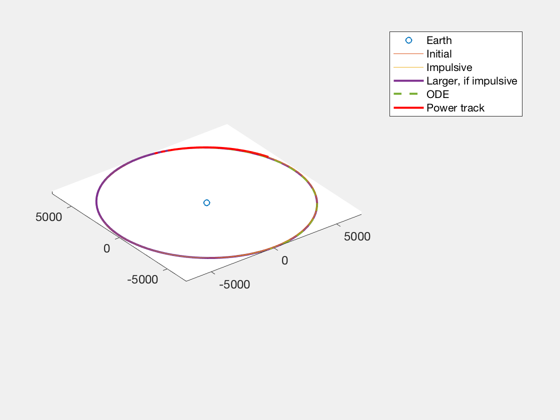 Earth
Initial
Impulsive
Larger, if impulsive
ODE
Power track
5000
0
-5000
-5000
0
5000